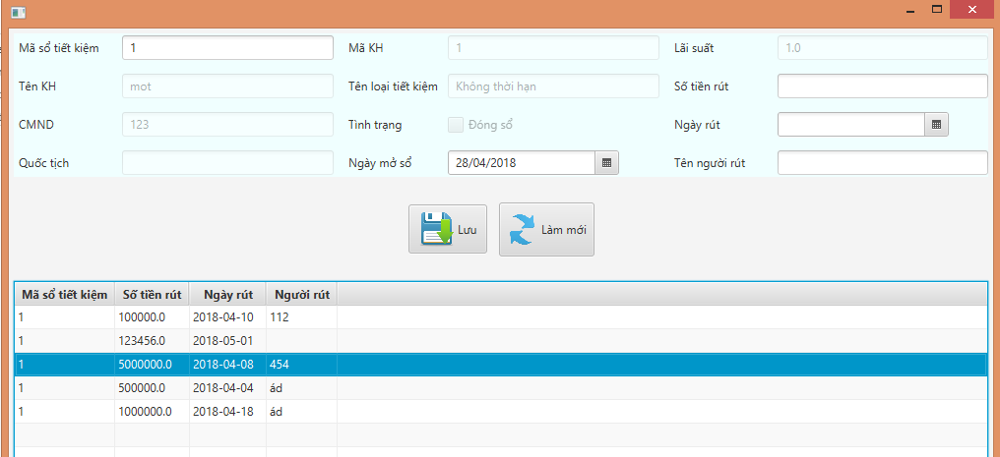 Mã sổ tiết kiệm 1 Mã KH 1 Lãi suất 1.0
Tên KH mot Tên loại tiết kiệm Không thời hạn Số tiền rút
CMND 123 Tình trạng Đóng sổ Ngày rút
Quốc tịch Ngày mở sổ 28/04/2018 Tên người rút
Lưu Làm mới
Mã sổ tiết kiệm Số tiền rút Ngày rút Người rút
1 100000.0 2018-04-10 112
1 123456.0 2018-05-01
1 5000000.0 2018-04-08 454
1 500000.0 2018-04-04 ád
1 1000000.0 2018-04-18 ád